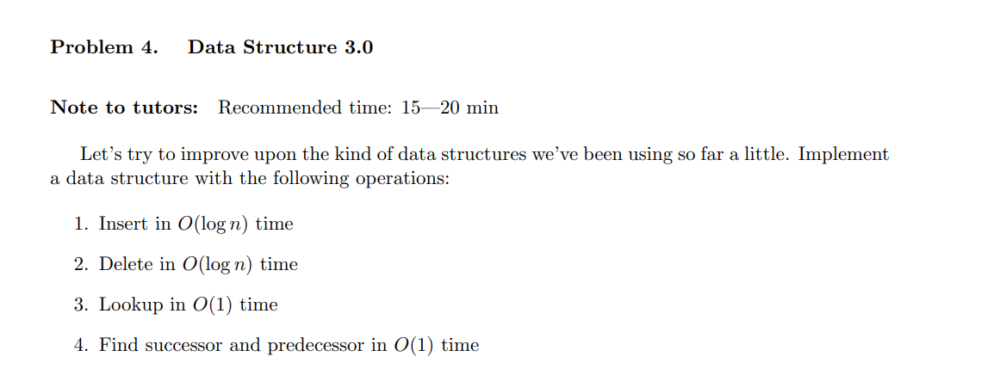 Problem 4. Data Structure 3.0
Note to tutors: Recommended time: 15—20 min
Let's try to improve upon the kind of data structures we've been using so far a little. Implement
a data structure with the following operations:
1. Insert in O(log n) time
2. Delete in O(log n) time
3. Lookup in O(1) time
4. Find successor and predecessor in O(1) time